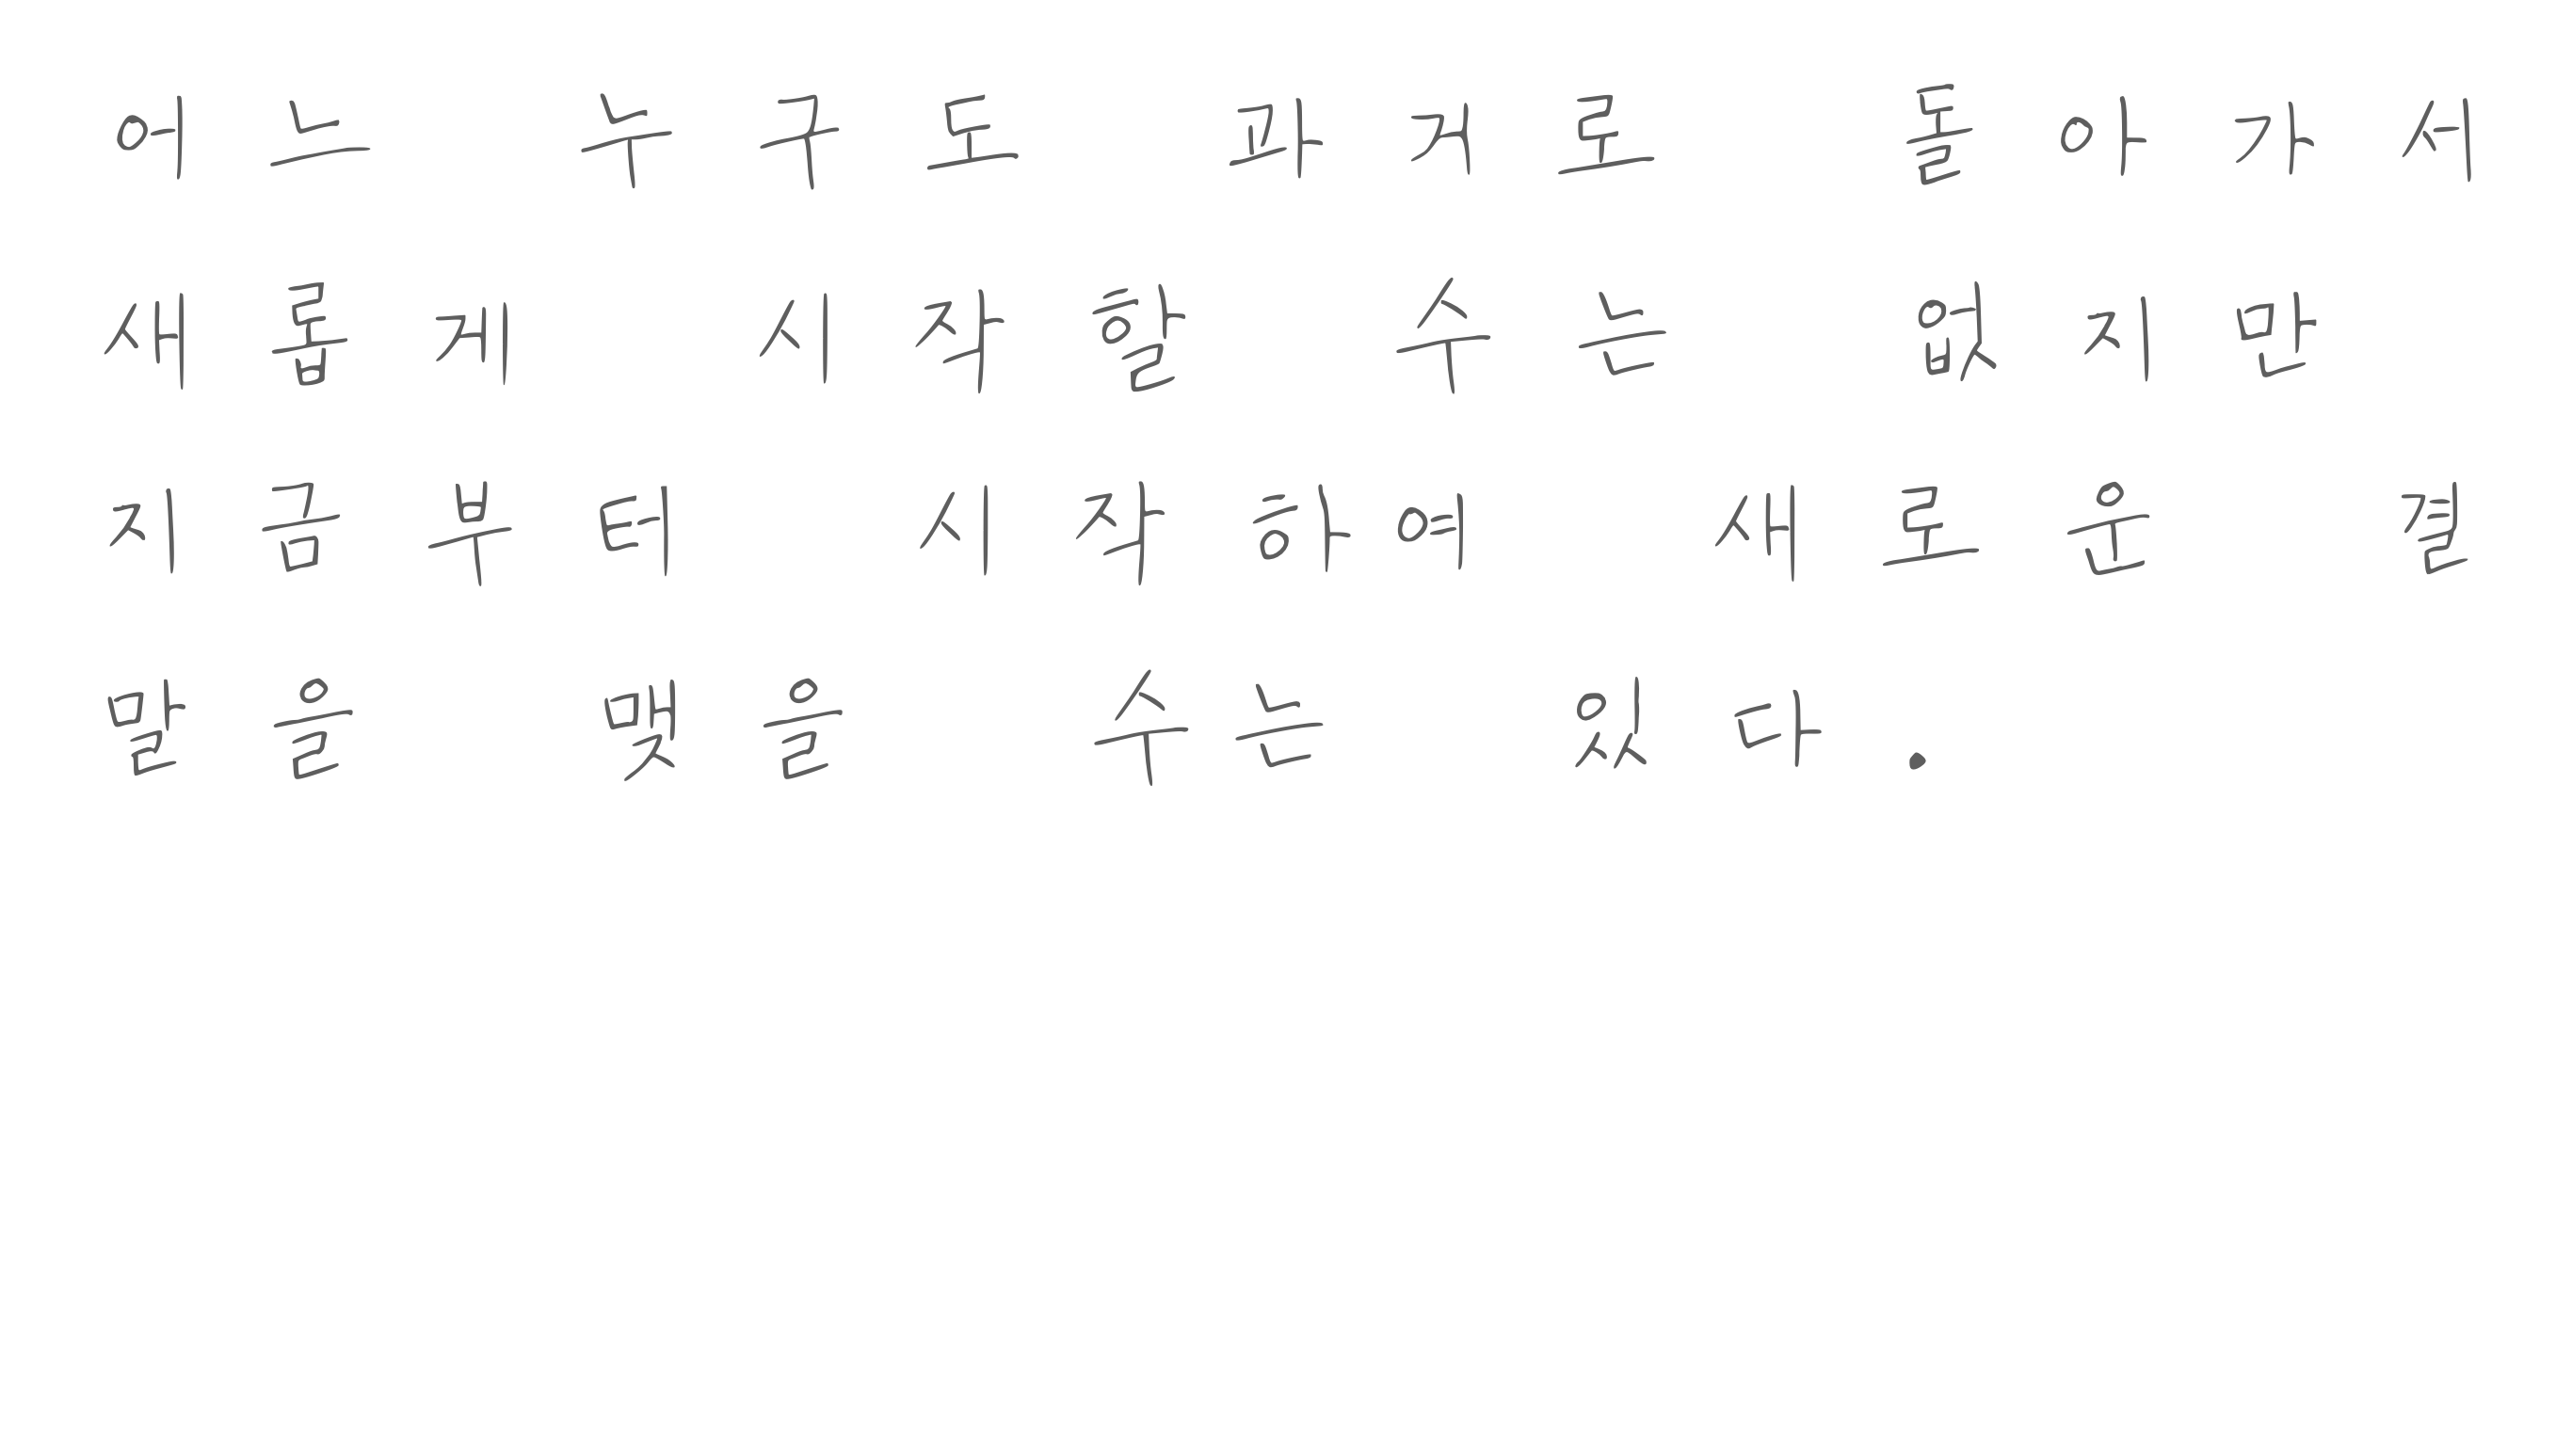 어느 누구도 과거로 돌아가서
새롭게 시작할 수는 없지만
지금부터 시작하여 새로운 결
말을 맺을 수는 있다.